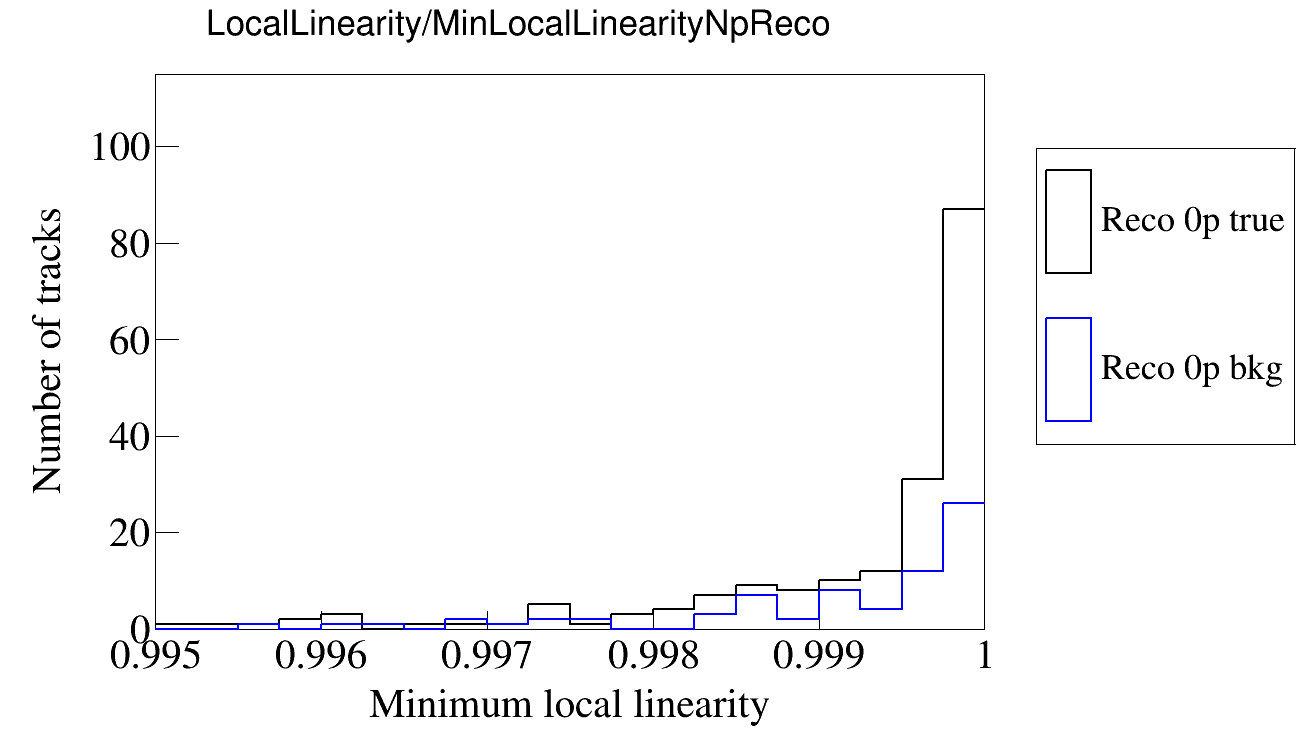 LocalLinearity/MinLocalLinearityNpReco
Number of tracks
100
80
60
40
20
0
0.995
0.996
0.997
0.998
0.999
1
Minimum local linearity
Reco 0p true
Reco 0p bkg